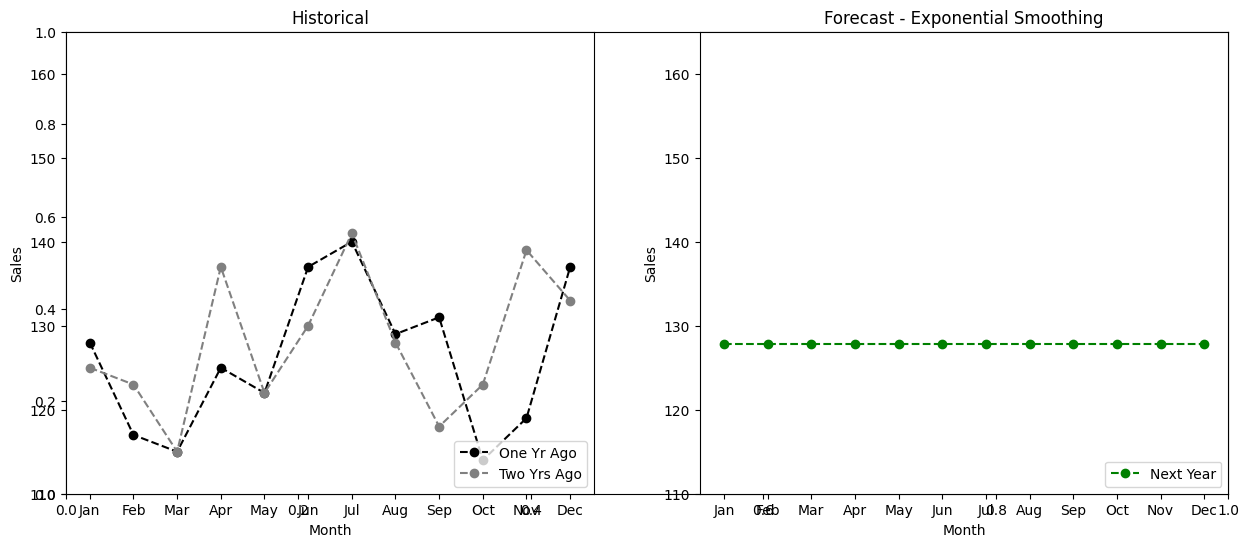 Historical
Forecast - Exponential Smoothing
1.0
160
0.8
150
0.6
140
0.4
130
0.2
120
0.0
110
Sales
160
150
140
130
120
110
Sales
One Yr Ago
Two Yrs Ago
Next Year
0.0 Jan Feb Mar Apr May 0.2 Jun Jul Aug Sep Oct Nov 0.4 Dec
Jan 0.6 Feb Mar Apr May Jun Jul 0.8 Aug Sep Oct Nov Dec 1.0
Month
Month